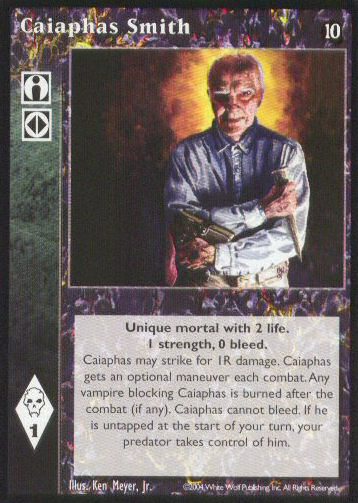 Caiaphas Smith
10
Unique mortal with 2 life.
1 strength, 0 bleed.
Caiaphas may strike for 1R damage. Caiaphas
gets an optional maneuver each combat. Any
vampire blocking Caiaphas is burned after the
combat (if any). Caiaphas cannot bleed. If he
is untapped at the start of your turn, your
predator takes control of him.
1
Illus: Ken Meyer, Jr.
©2004 White Wolf Publishing, Inc. All Rights Reserved.